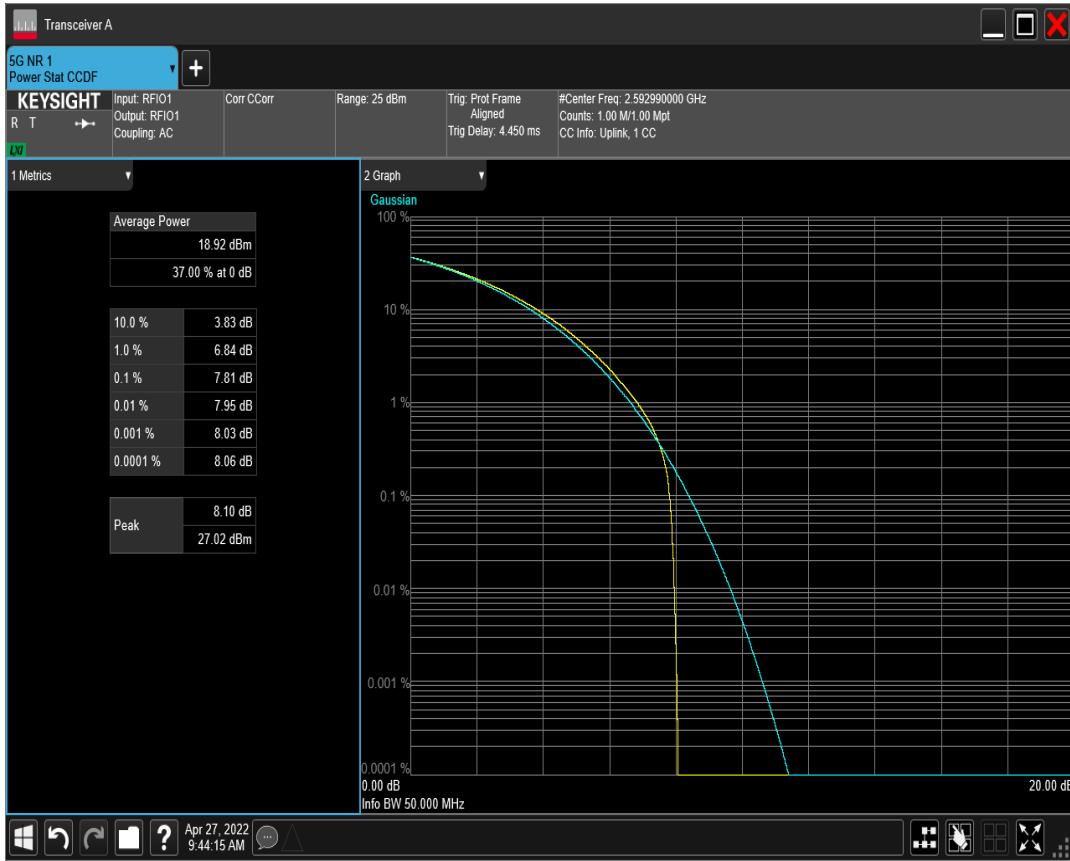 Transceiver A
5G NR 1
Power Stat CCDF
+
KEYSIGHT
R T
LXI
Input: RFIO1
Output: RFIO1
Coupling: AC
Corr CCorr
Range: 25 dBm
Trig: Prot Frame
Aligned
Trig Delay: 4.450 ms
#Center Freq: 2.592990000 GHz
Counts: 1.00 M/1.00 Mpt
CC Info: Uplink, 1 CC
1 Metrics
Average Power
18.92 dBm
37.00 % at 0 dB
10.0 % 3.83 dB
1.0 % 6.84 dB
0.1 % 7.81 dB
0.01 % 7.95 dB
0.001 % 8.03 dB
0.0001 % 8.06 dB
Peak
8.10 dB
27.02 dBm
2 Graph
Gaussian
100 %
10 %
1 %
0.1 %
0.01 %
0.001 %
0.0001 %
0.00 dB 20.00 dB
Info BW 50.000 MHz
?
Apr 27, 2022
9:44:15 AM